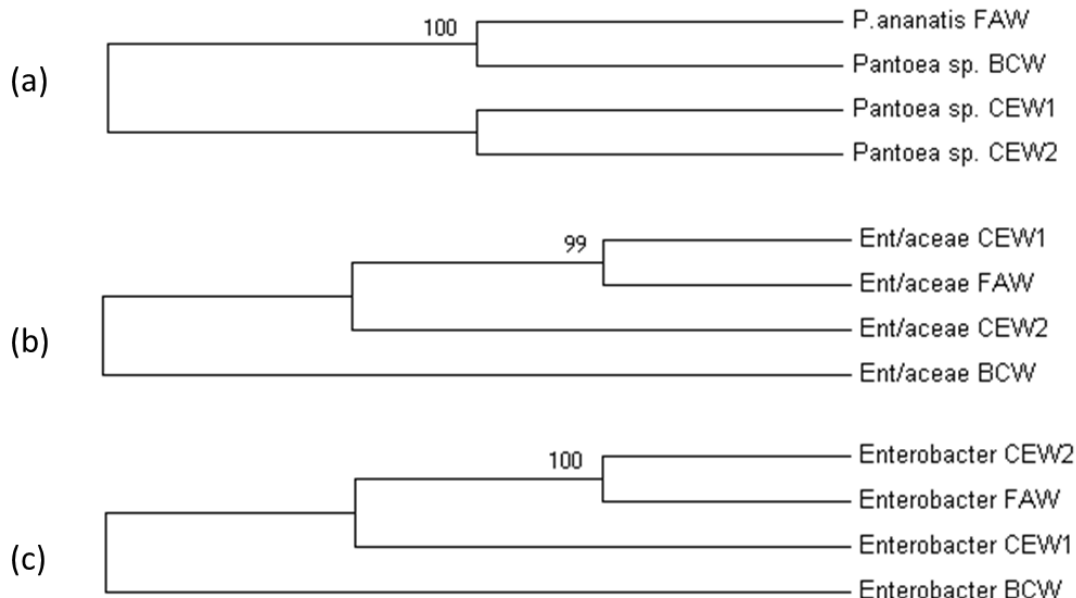 (a)
100
P.ananatis FAW
Pantoea sp. BCW
Pantoea sp. CEW1
Pantoea sp. CEW2
(b)
99
Ent/aceae CEW1
Ent/aceae FAW
Ent/aceae CEW2
Ent/aceae BCW
(c)
100
Enterobacter CEW2
Enterobacter FAW
Enterobacter CEW1
Enterobacter BCW